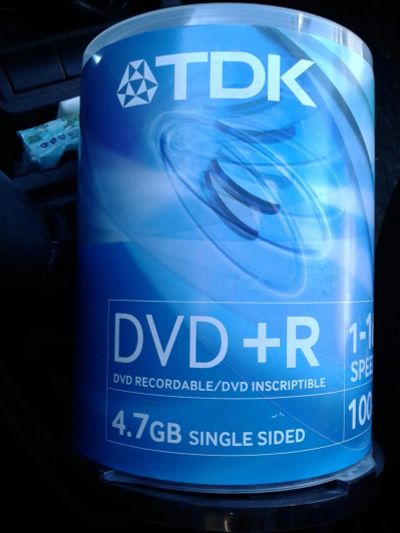 TDK
DVD +R
DVD RECORDABLE/DVD INSCRIPTIBLE
4.7GB SINGLE SIDED